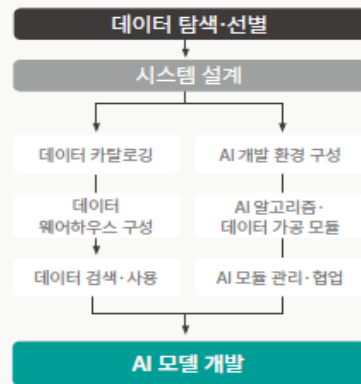 데이터 탐색·선별
시스템 설계
데이터 카탈로깅
AI 개발 환경 구성
데이터
웨어하우스 구성
AI 알고리즘·
데이터 가공 모듈
데이터 검색·사용
AI 모듈 관리·협업
AI 모델 개발